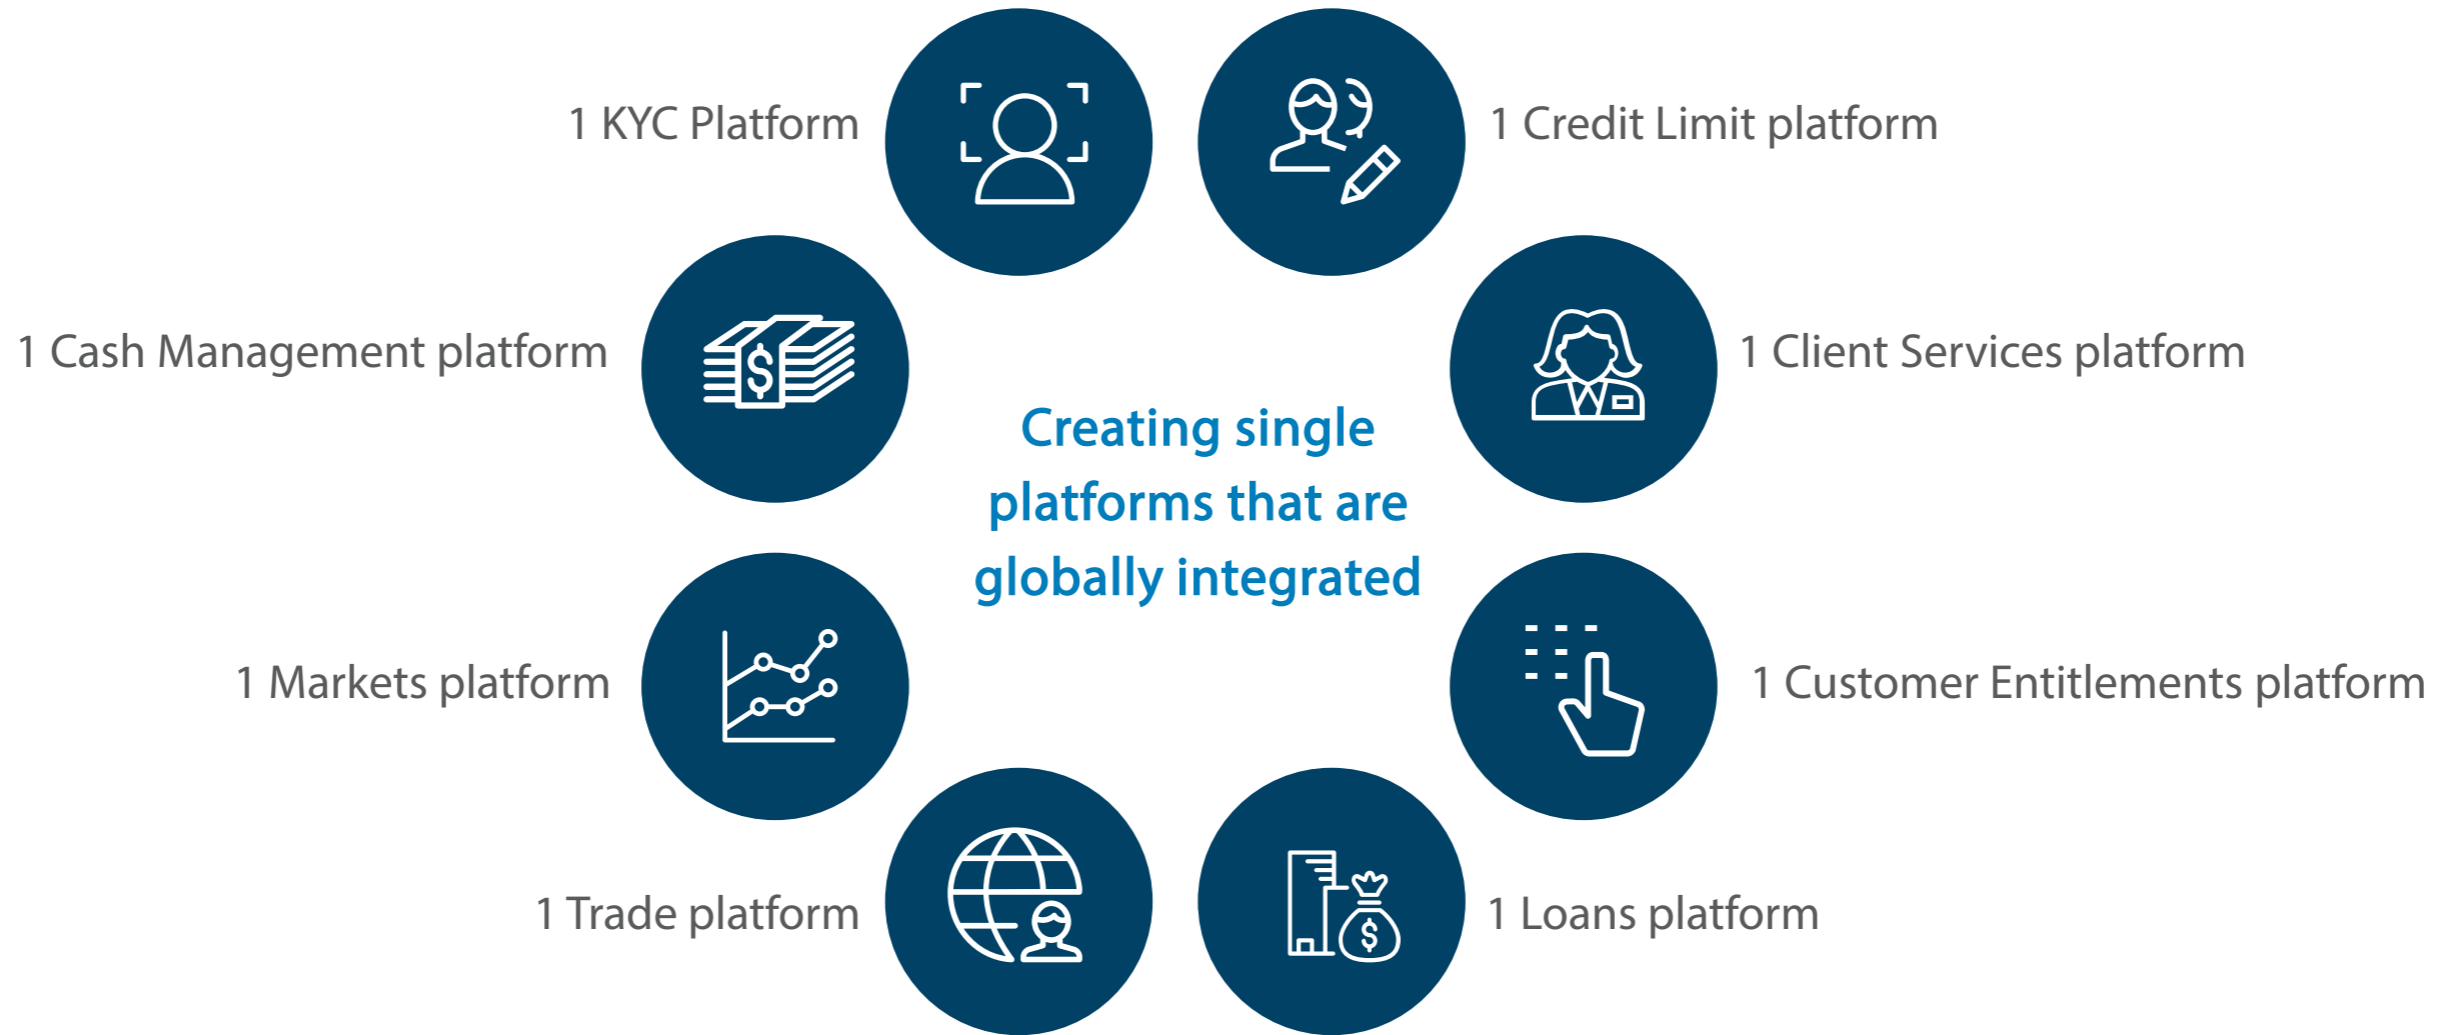 1 KYC Platform
1 Credit Limit platform
1 Cash Management platform
1 Client Services platform
Creating single
platforms that are
globally integrated
1 Markets platform
1 Customer Entitlements platform
1 Trade platform
1 Loans platform